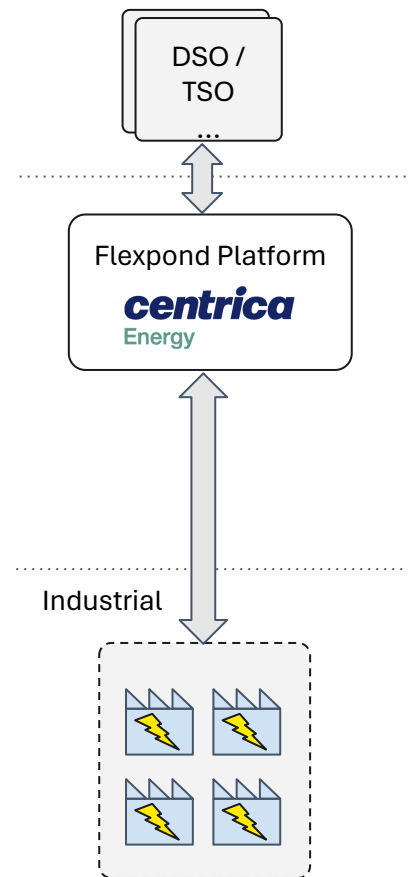 DSO /
TSO
...
Flexpond Platform
centrica
Energy
Industrial